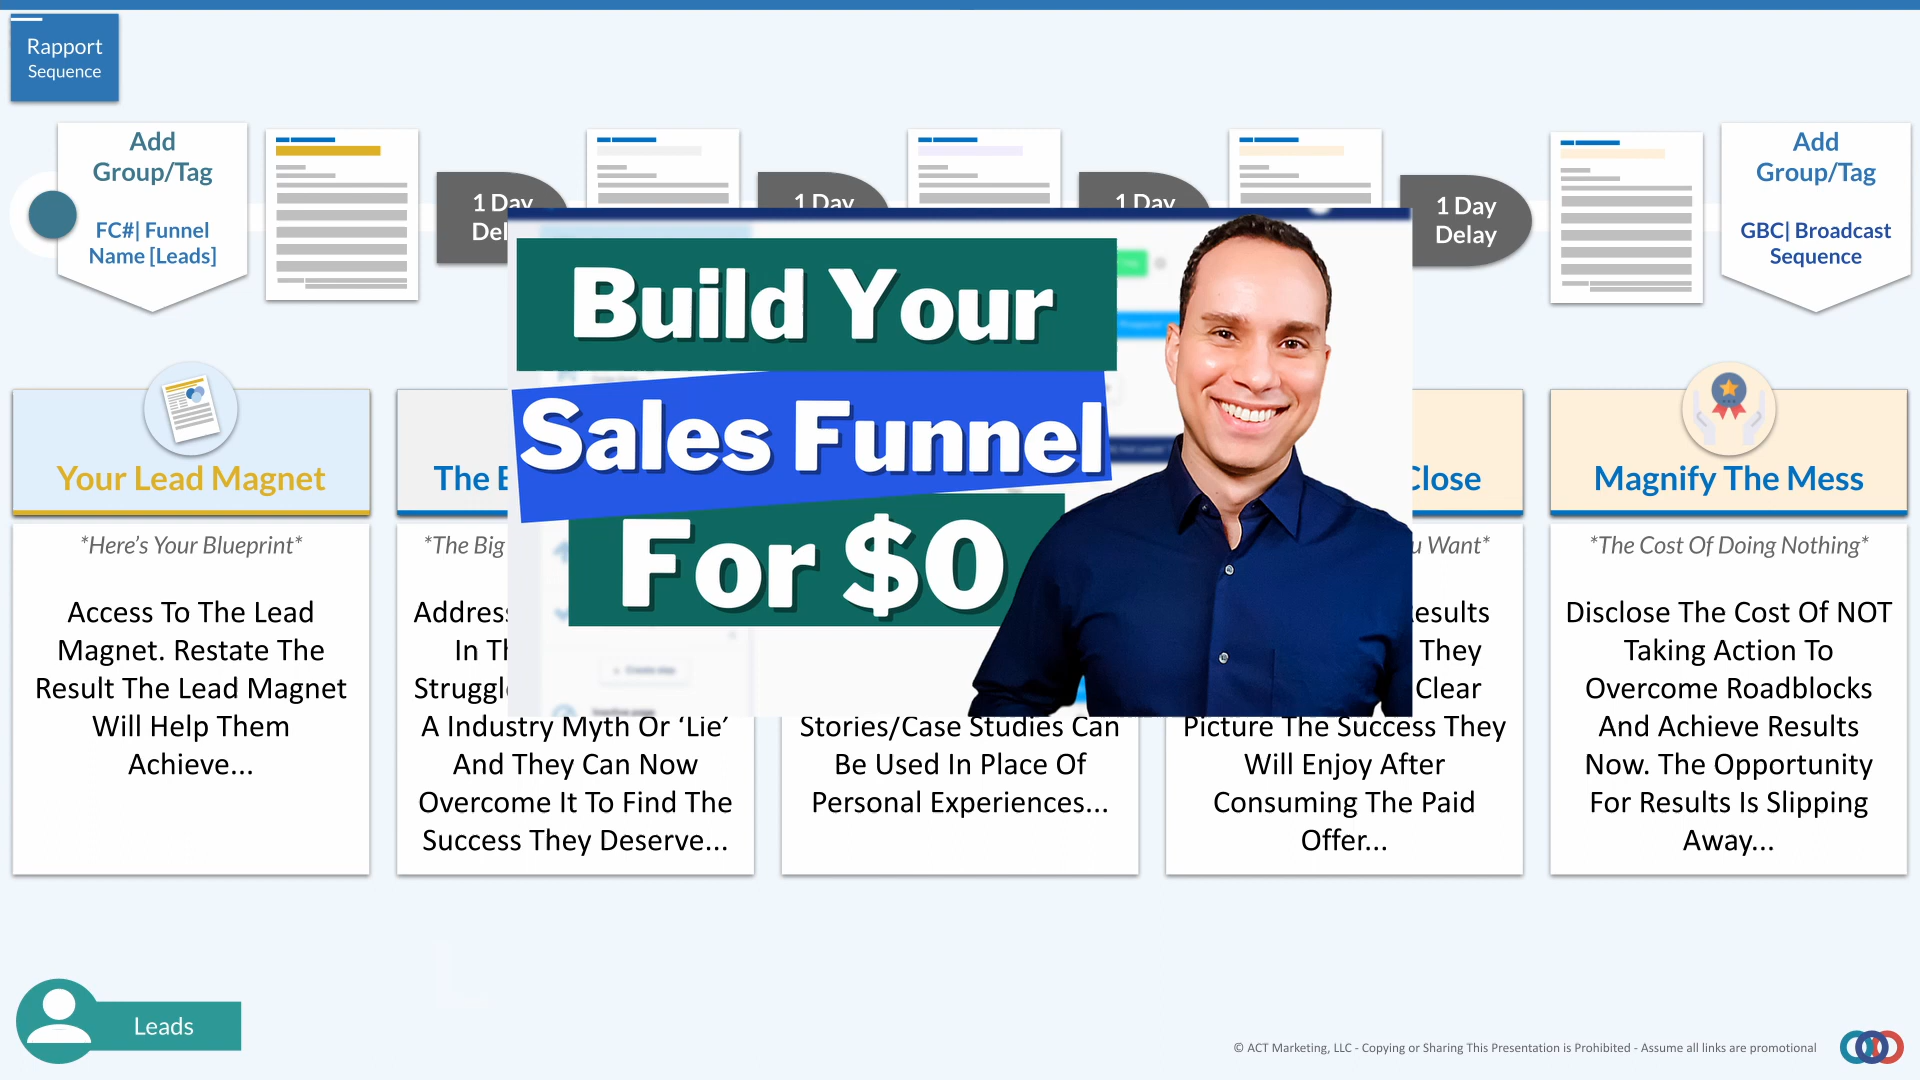 Rapport
Sequence
Add
Group/Tag
FC#| Funnel
Name [Leads]
1 Day
1 Day
1 Day
1 Day
Delay
Add
Group/Tag
GBC| Broadcast
Sequence
Build Your
Sales Funnel
For $0
Your Lead Magnet
*Here's Your Blueprint*
Access To The Lead
Magnet. Restate The
Result The Lead Magnet
Will Help Them
Achieve...
The
*The Big
In
A Industry Myth Or 'Lie'
And They Can Now
Overcome It To Find The
Success They Deserve...
Stories/Case Studies Can
Be Used In Place Of
Personal Experiences...
Close
Want*
Results
They
Clear
Picture The Success They
Will Enjoy After
Consuming The Paid
Offer...
Magnify The Mess
*The Cost Of Doing Nothing*
Disclose The Cost Of NOT
Taking Action To
Overcome Roadblocks
And Achieve Results
Now. The Opportunity
For Results Is Slipping
Away...
Leads
© ACT Marketing, LLC - Copying or Sharing This Presentation is Prohibited - Assume all links are promotional